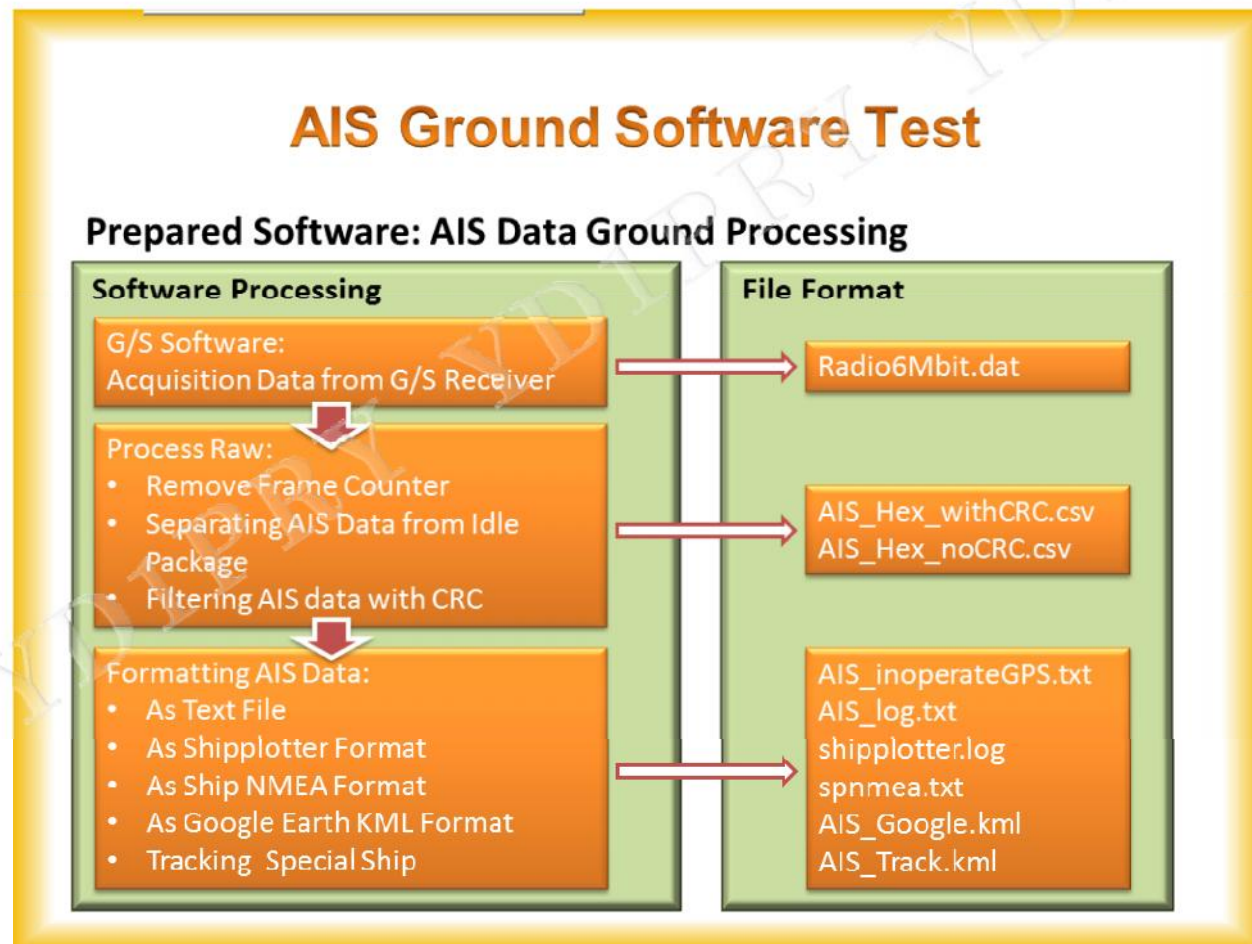 AIS Ground Software Test
Prepared Software: AIS Data Ground Processing
Software Processing
G/S Software:
Acquisition Data from G/S Receiver
Process Raw:
• Remove Frame Counter
• Separating AIS Data from Idle
Package
• Filtering AIS data with CRC
Formatting AIS Data:
• As Text File
• As Shipplotter Format
• As Ship NMEA Format
• As Google Earth KML Format
• Tracking Special Ship
File Format
Radio6Mbit.dat
AIS_Hex_withCRC.csv
AIS_Hex_noCRC.csv
AIS_inoperateGPS.txt
AIS_log.txt
shipplotter.log
spnmea.txt
AIS_Google.kml
AIS_Track.kml
YDIPRY YDIPRY YD